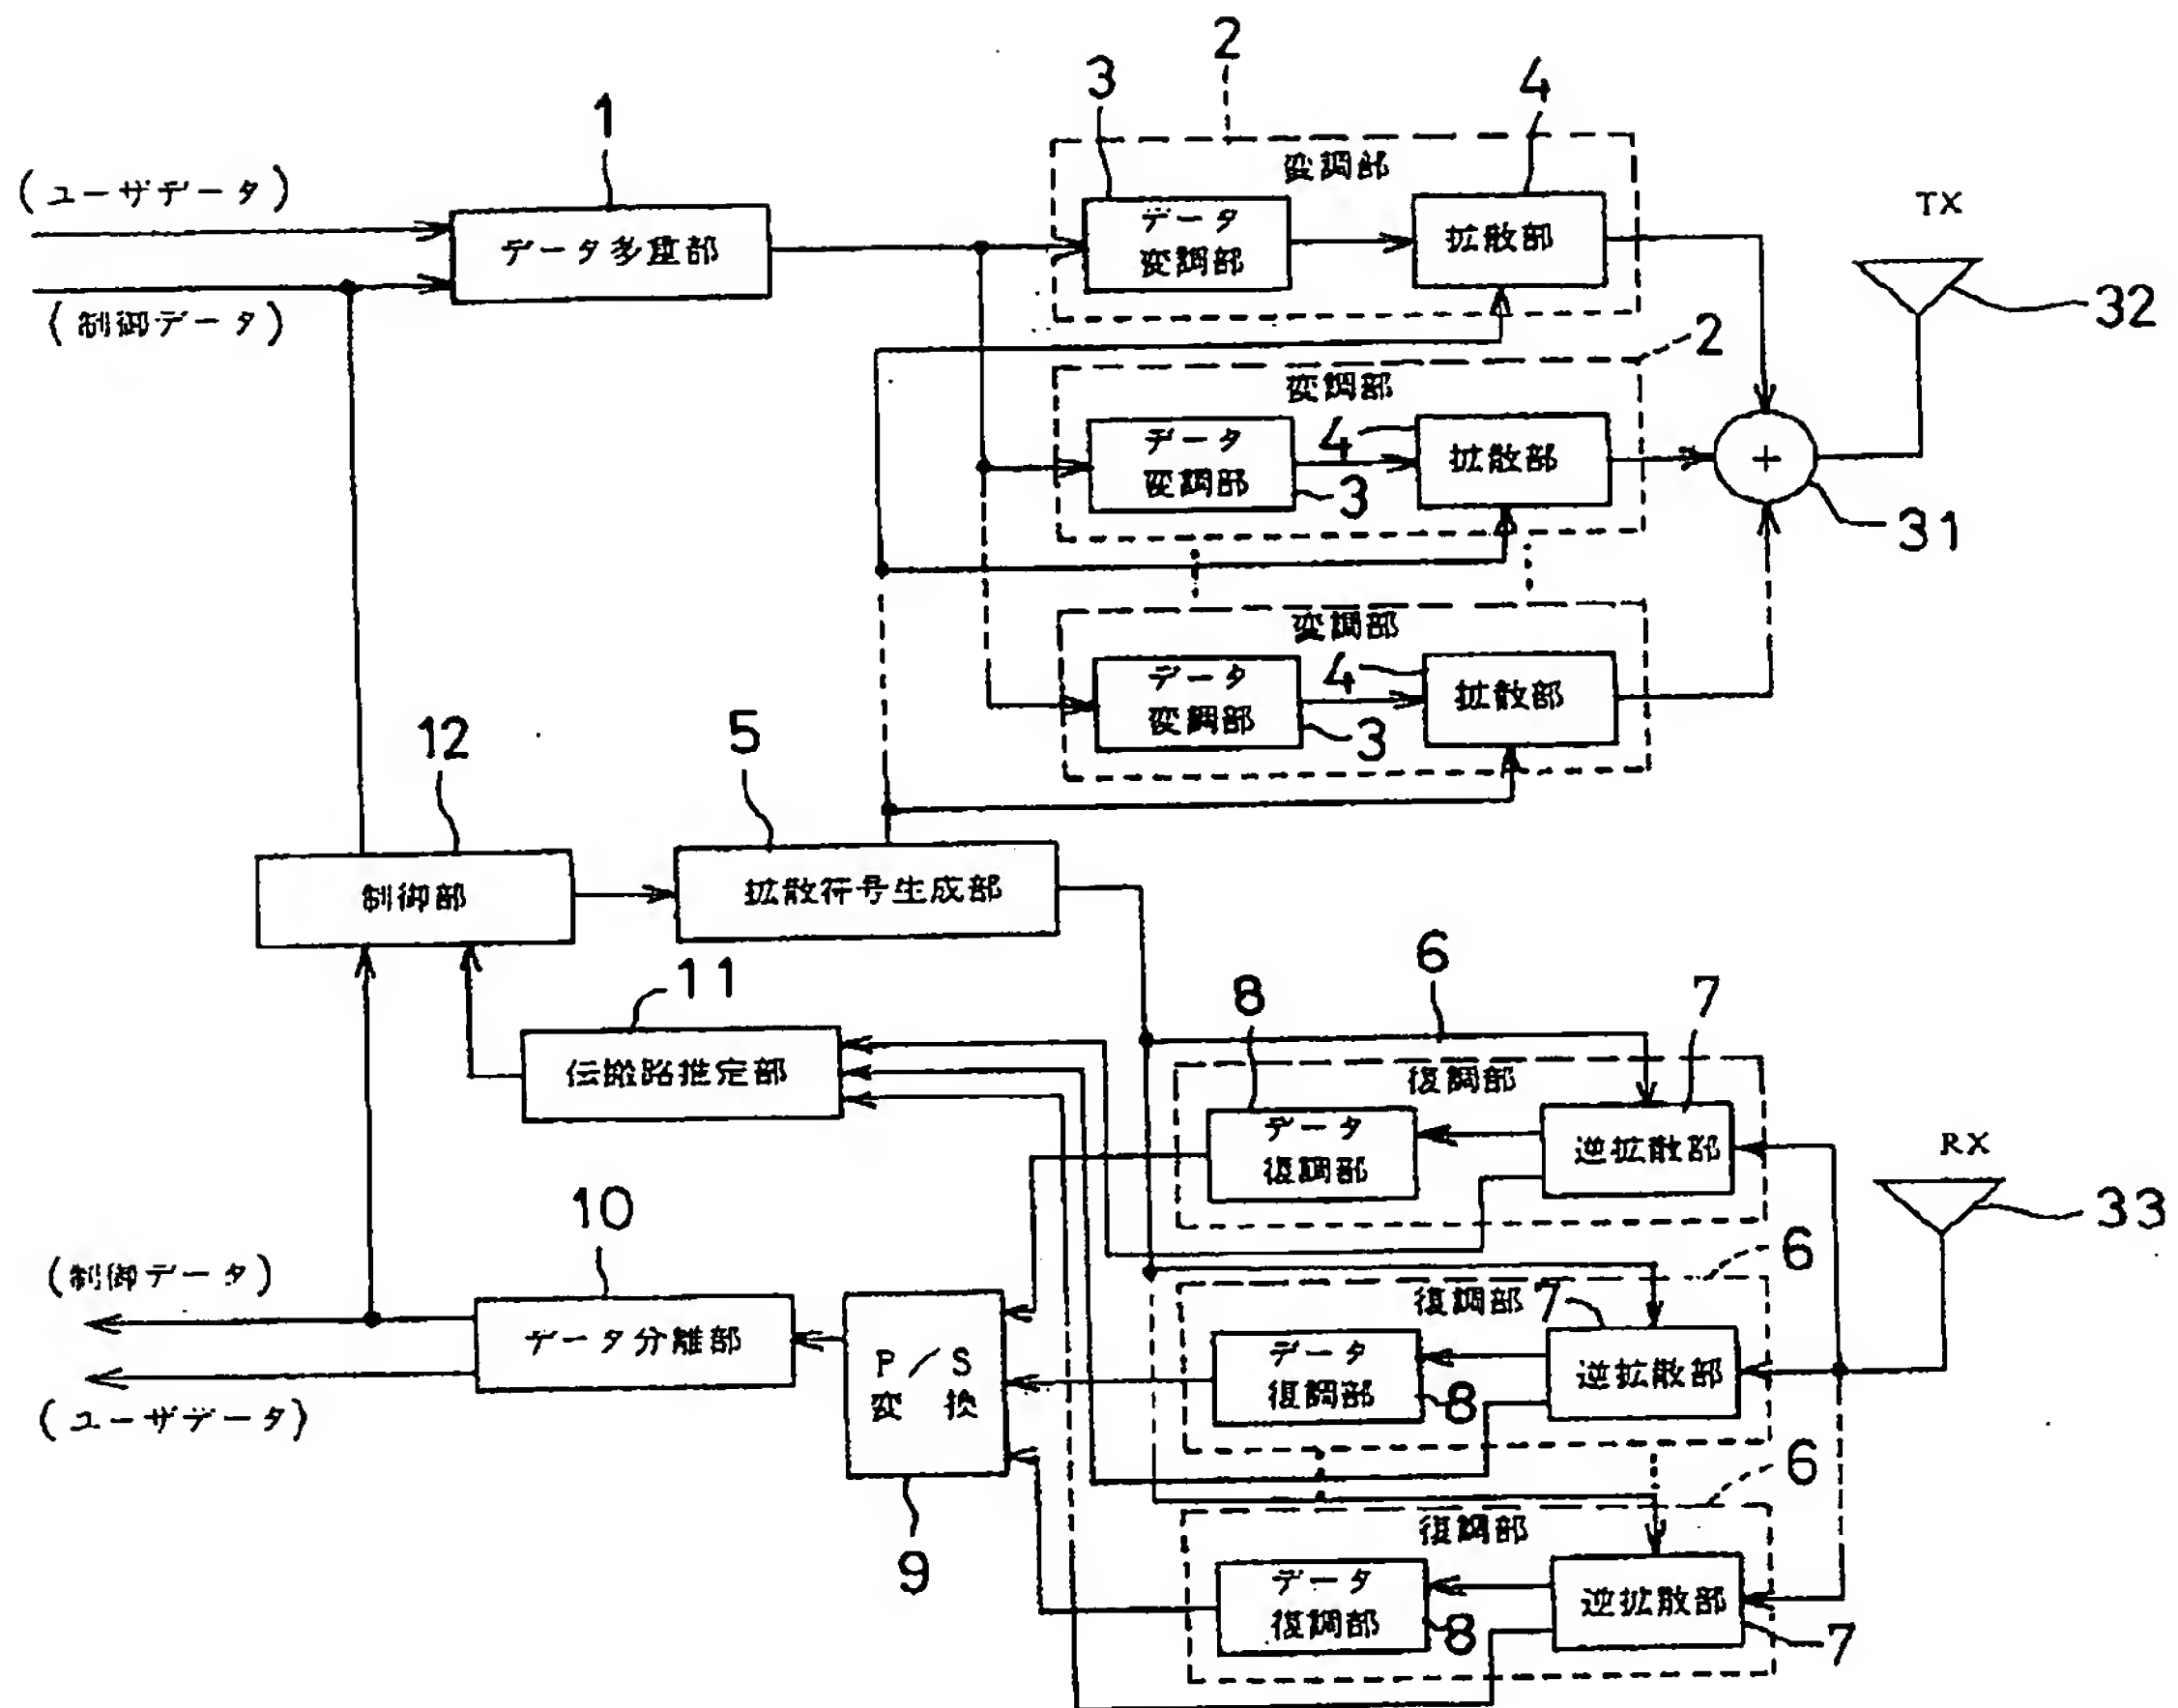 2
3
4
1
変調部
(ユーザデータ)
データ
変調部
拡散部
TX
データ多重部
(制御データ)
32
2
変調部
データ
変調部
4
拡散部
3
+
31
変調部
データ
変調部
4
拡散部
3
12
5
制御部
拡散符号生成部
6
11
8
7
伝搬路推定部
復調部
データ
復調部
逆拡散部
RX
33
10
(制御データ)
6
復調部
7
データ分離部
P/S
変換
データ
復調部
8
逆拡散部
(ユーザデータ)
6
9
復調部
データ
復調部
8
逆拡散部
7